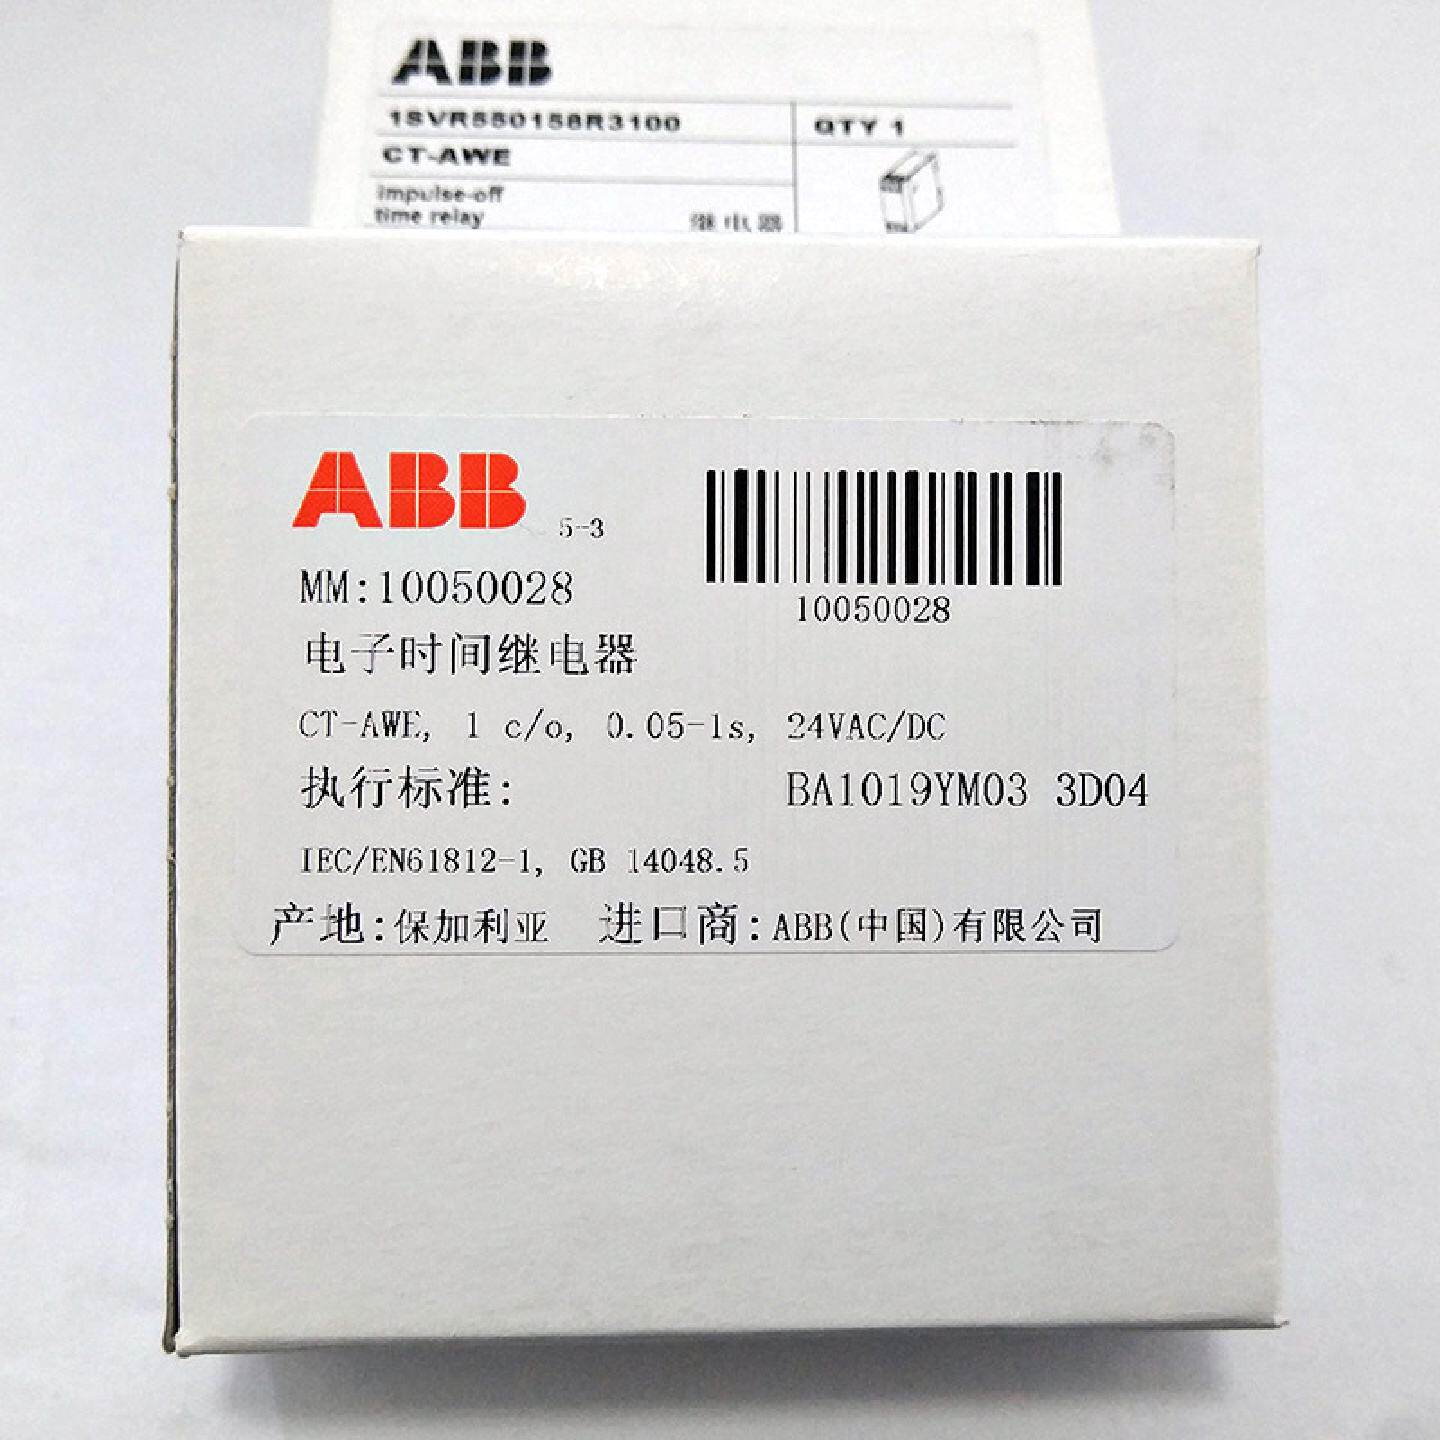 ABB
1SVR550158R3100 QTY 1
CT-AWE
impulse-off
time relay 继电器
ABB 5-3
MM:10050028
10050028
电子时间继电器
CT-AWE, 1 c/o, 0.05-1s, 24VAC/DC
执行标准: BA1019YM03 3D04
IEC/EN61812-1, GB 14048.5
产地:保加利亚 进口商:ABB(中国)有限公司